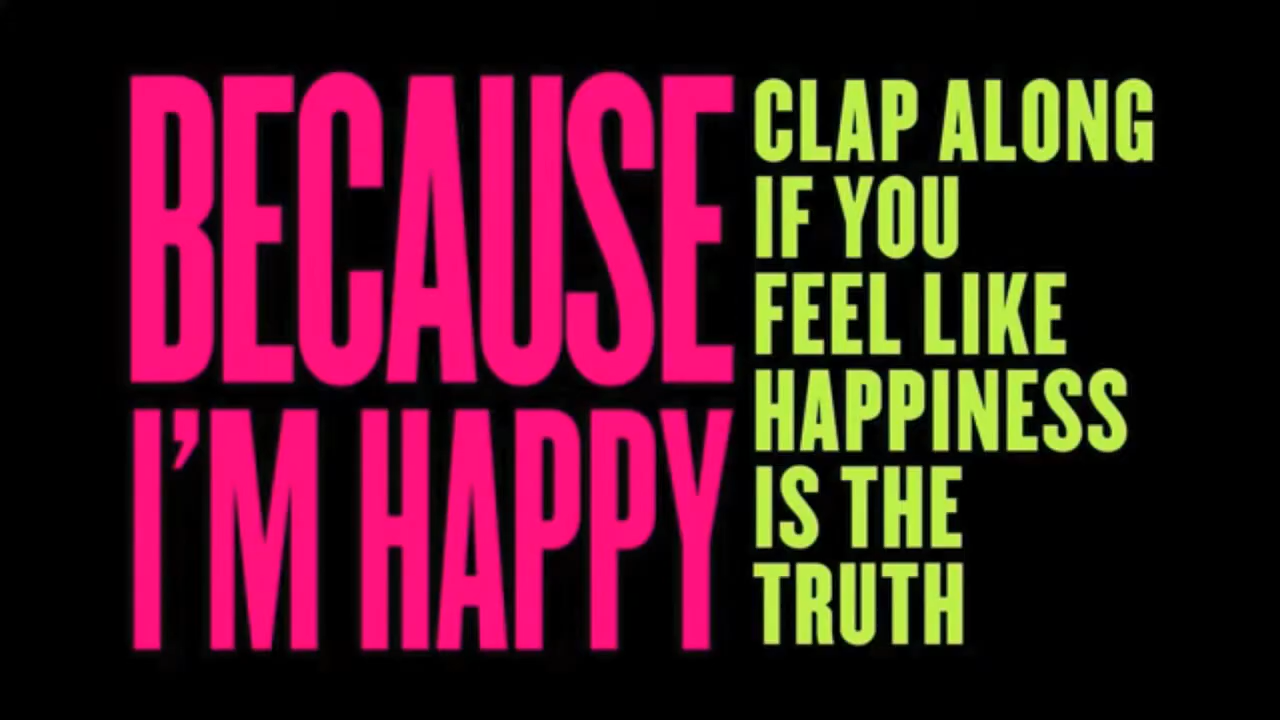 BECAUSE
I'M HAPPY
CLAP ALONG
IF YOU
FEEL LIKE
HAPPINESS
IS THE
TRUTH